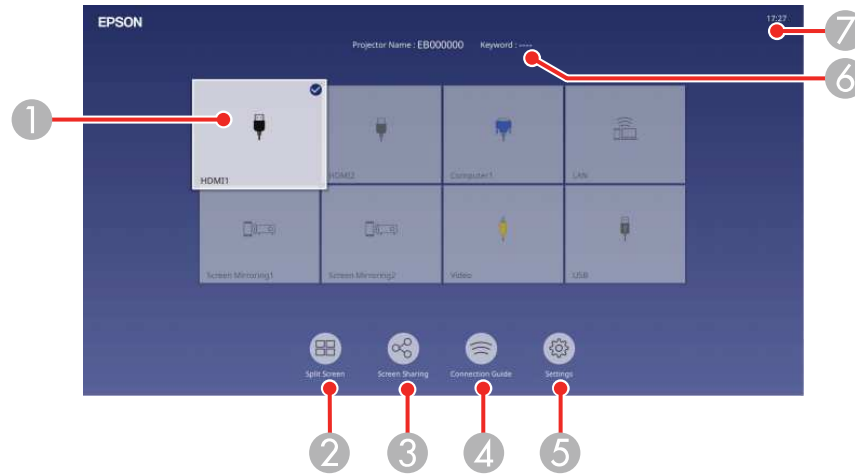 EPSON
17:27
Projector Name : EB000000 Keyword : ----
HDMI1
HDMI2
Computer1
LAN
Screen Mirroring1
Screen Mirroring2
Video
USB
Split Screen
Screen Sharing
Connection Guide
Settings
1
2
3
4
5
6
7